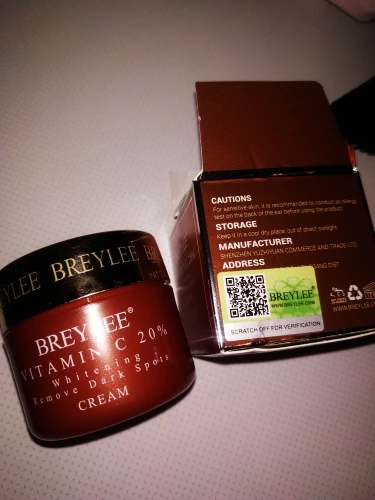 BREYLEE
BREYLEE®
VITAMIN C 20%
Whitening
Remove Dark Spots
CREAM
CAUTIONS
For sensitive skin, it is recommended to conduct an allergy
test on the back of the ear before using the product.
STORAGE
Keep it in a cool dry place, out of direct sunlight.
MANUFACTURER
SHENZHEN YUZHIYUAN COMMERCE AND TRADE LTD
ADDRESS
BREYLEE
WWW.BREYLEE.COM
SCRATCH OFF FOR VERIFICATION